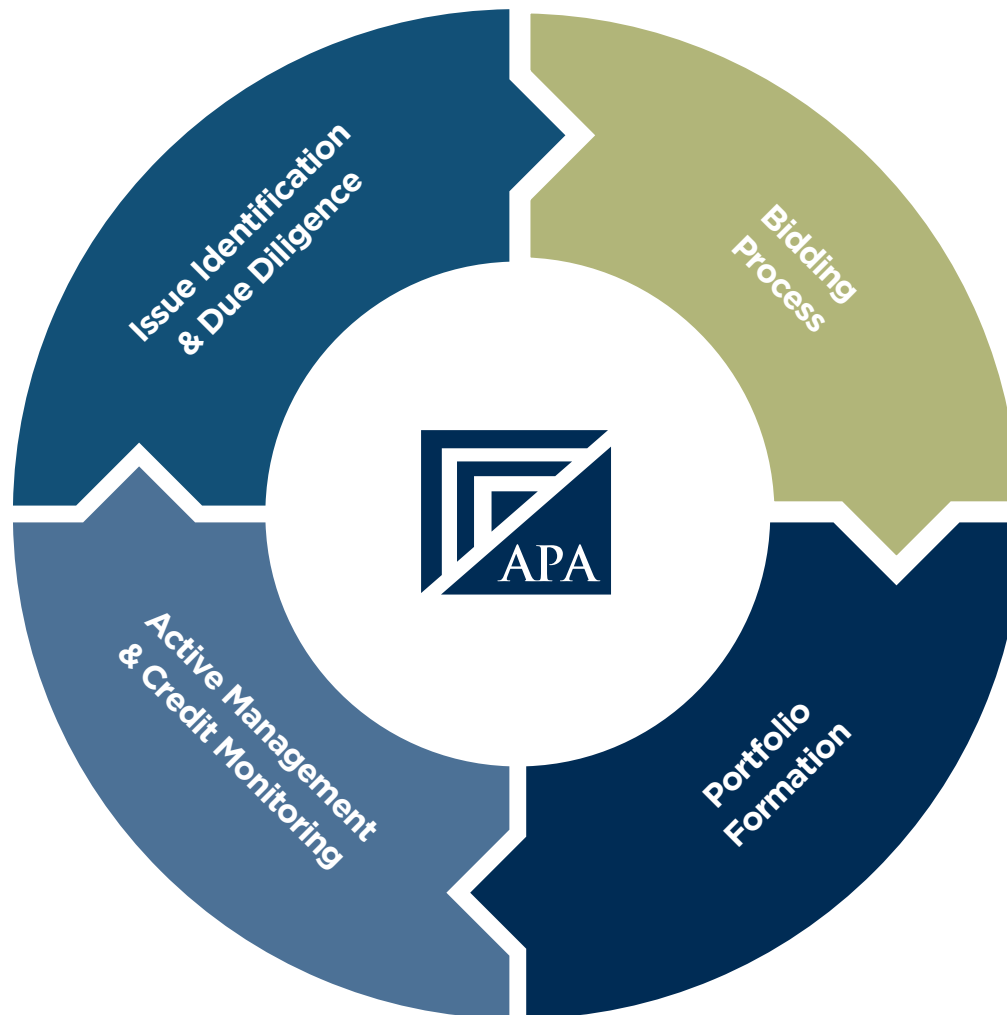 Issue Identification
& Due Diligence
Bidding
Process
Portfolio
Formation
Active Management
& Credit Monitoring
APA